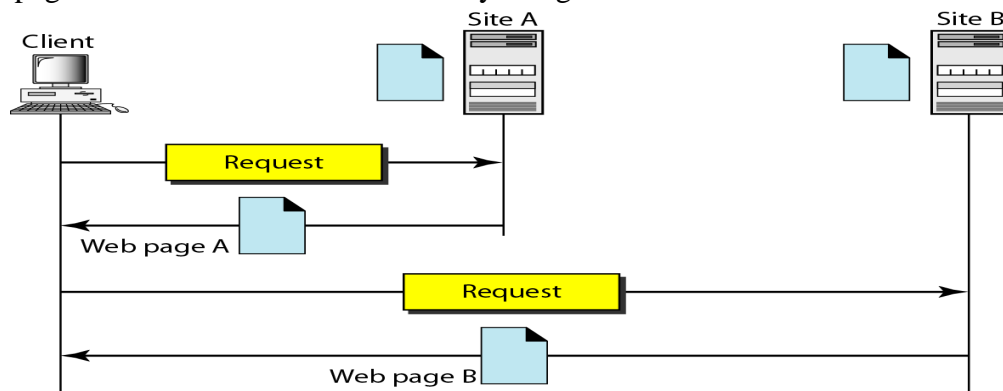 Site A
Site B
Client
Request
Web page A
Request
Web page B